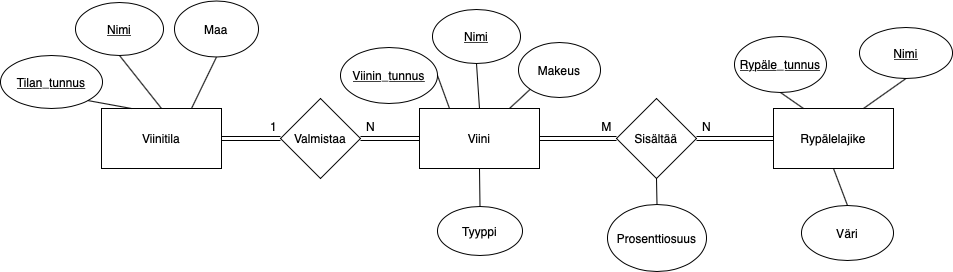 Nimi
Maa
Tilan_tunnus
Viinitila
1
Valmistaa
N
Nimi
Viinin_tunnus
Makeus
Viini
Tyyppi
M
Sisältää
N
Prosenttiosuus
Rypäle_tunnus
Nimi
Rypälelajike
Väri